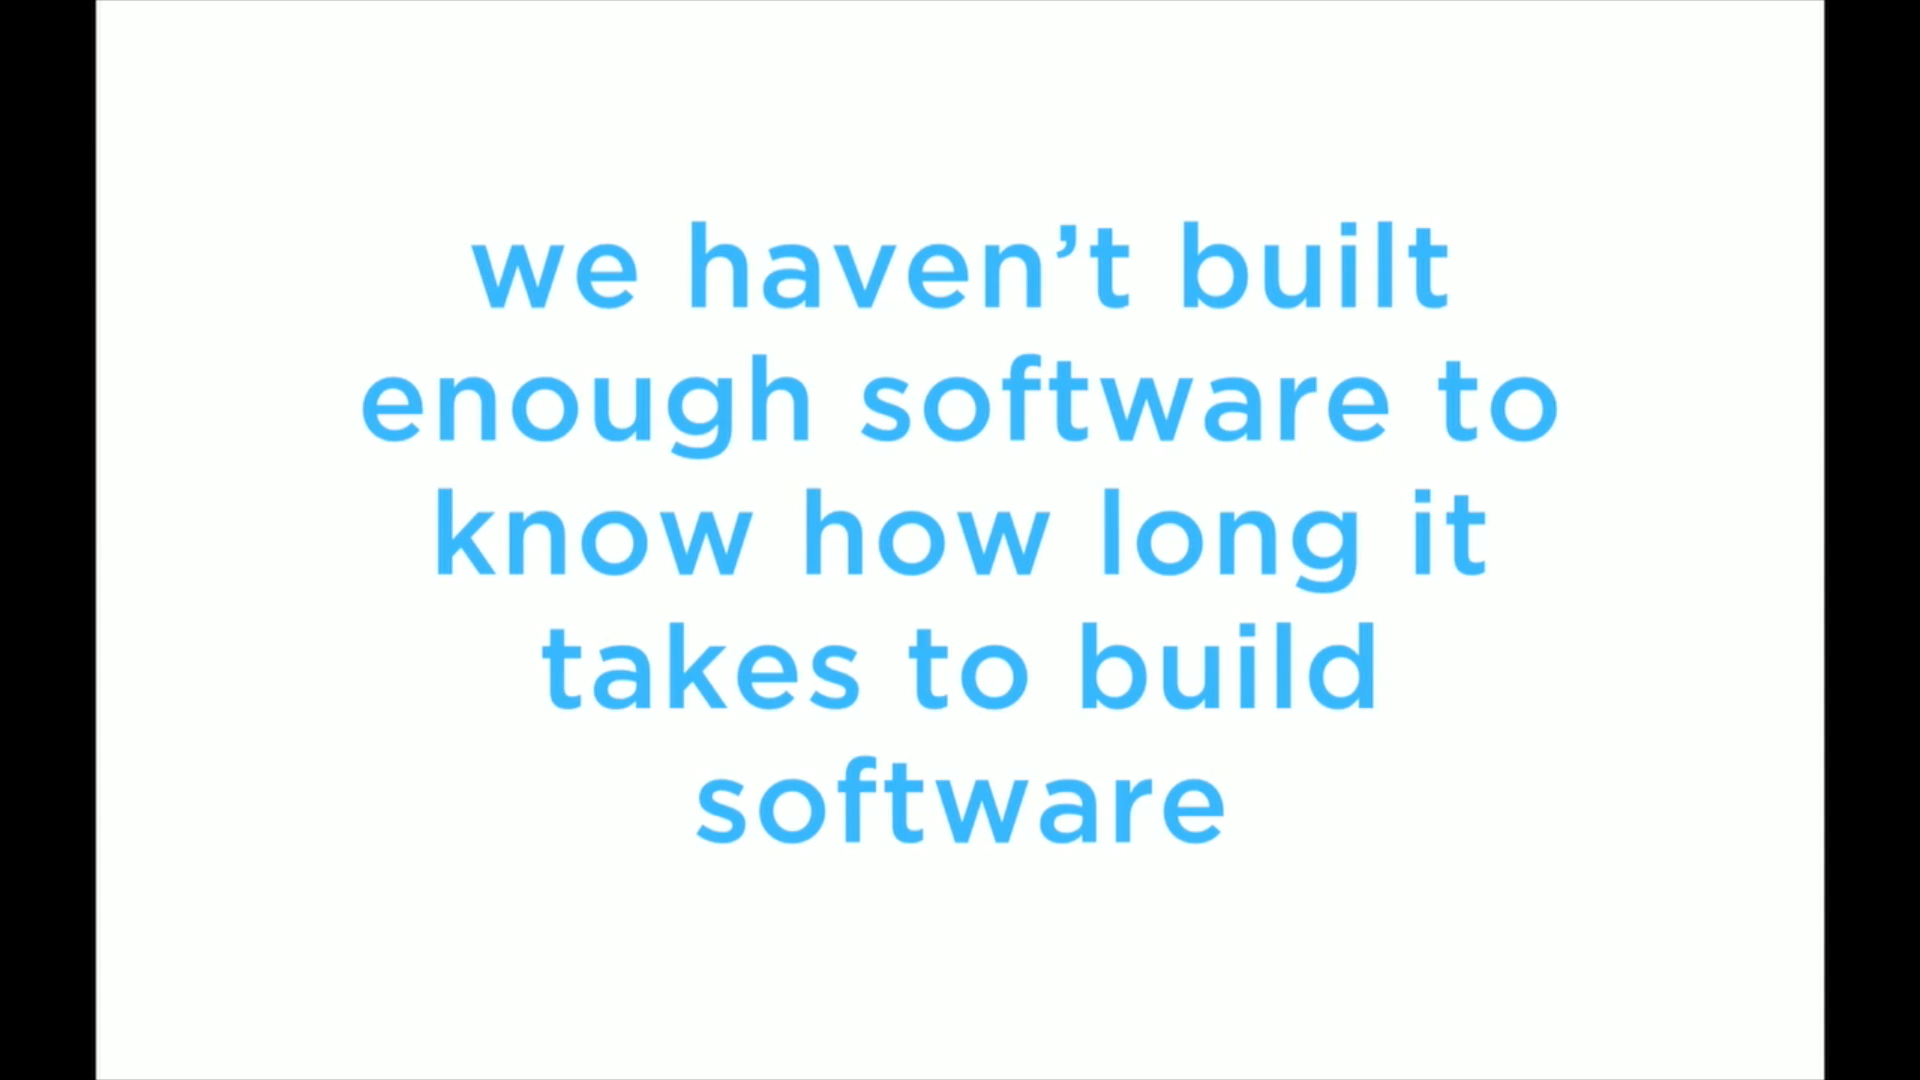 we haven’t built
enough software to
know how long it
takes to build
software